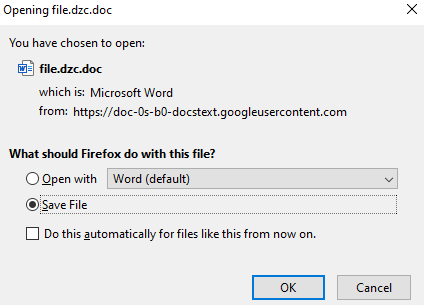 Opening file.dzc.doc
You have chosen to open:
file.dzc.doc
which is: Microsoft Word
from: https://doc-0s-b0-docstext.googleusercontent.com
What should Firefox do with this file?
Open with Word (default)
Save File
Do this automatically for files like this from now on.
OK Cancel